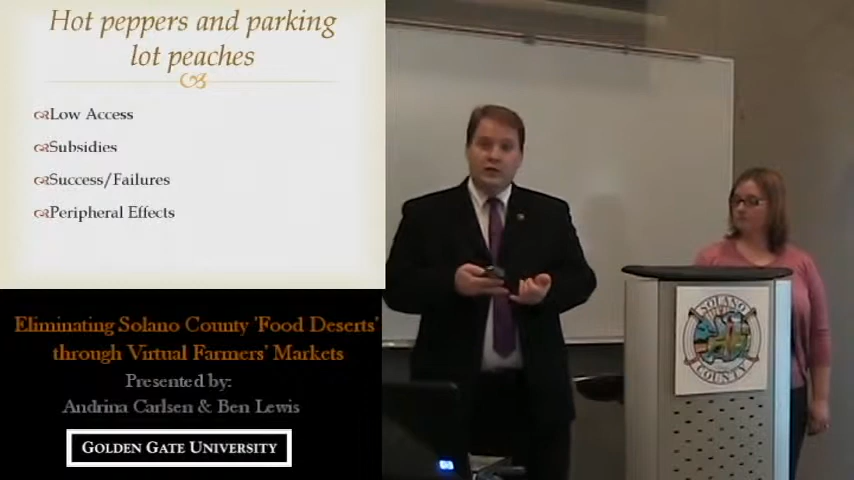 Hot peppers and parking
lot peaches
Low Access
Subsidies
Success/Failures
Peripheral Effects
Eliminating Solano County 'Food Deserts'
through Virtual Farmers' Markets
Presented by:
Andrina Carlsen & Ben Lewis
GOLDEN GATE UNIVERSITY
SOLANO
COUNTY